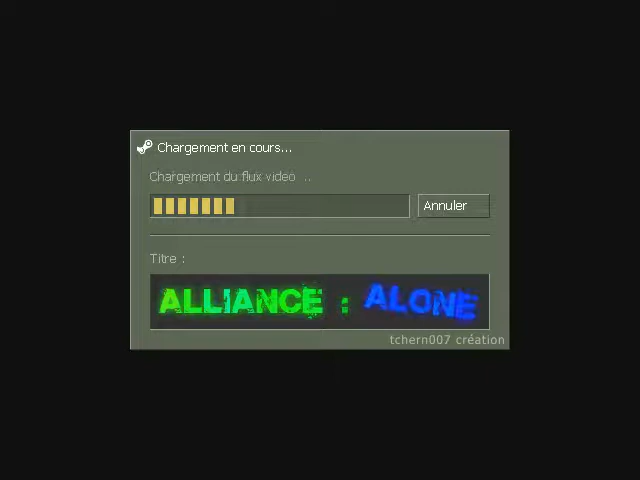 Chargement en cours...
Chargement du flux vidéo ..
Annuler
Titre :
ALLIANCE : ALONE
tchern007 création